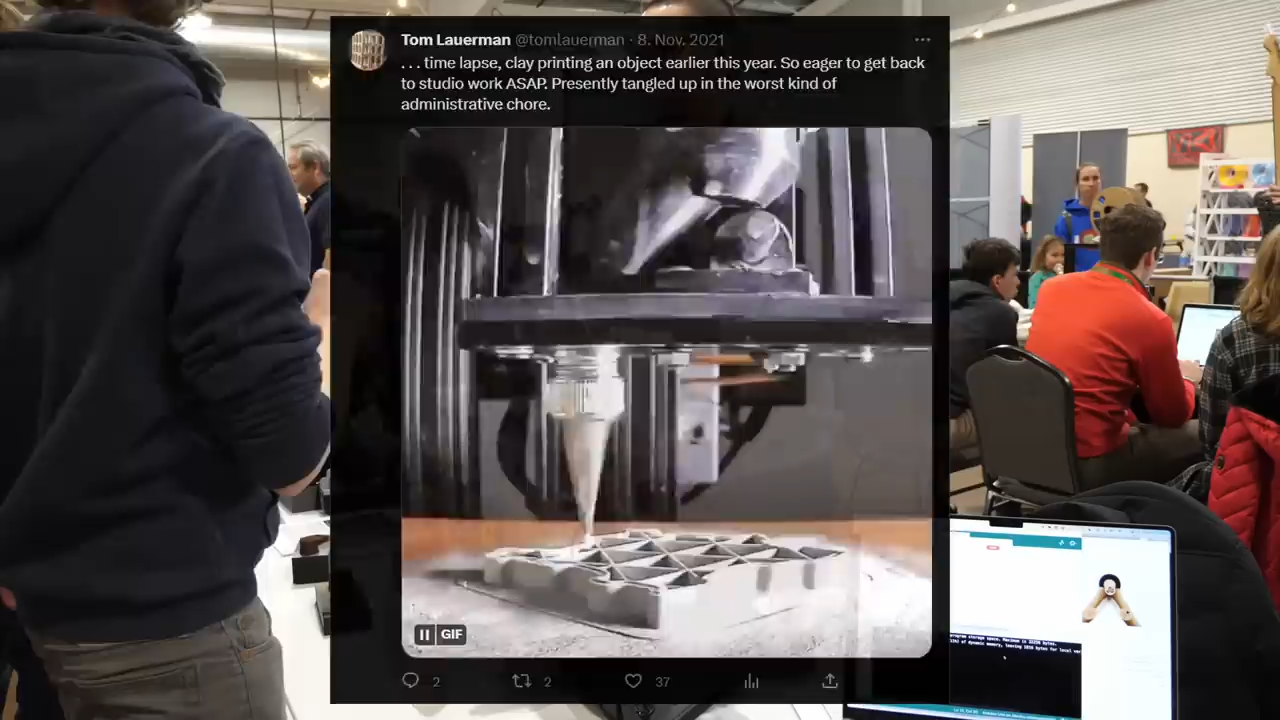 Tom Lauerman @tomlauerman · 8. Nov. 2021
. . . time lapse, clay printing an object earlier this year. So eager to get back
to studio work ASAP. Presently tangled up in the worst kind of
administrative chore.
GIF
2
2
37